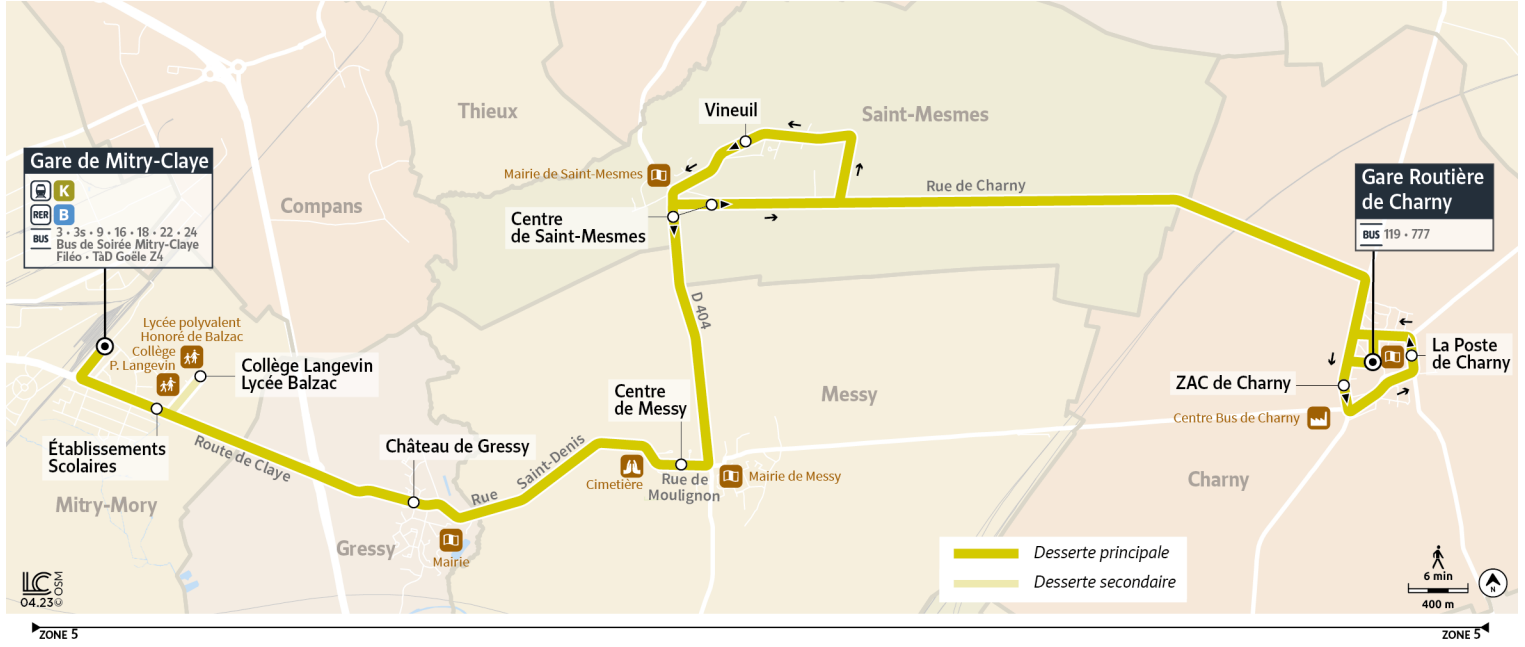 Thieux
Vineuil
Saint-Mesmes
Gare de Mitry-Claye
K
RER
B
BUS
3 • 3s • 9 • 16 • 18 • 22 • 24
Bus de Soirée Mitry-Claye
Filéo • TàD Goële Z4
Compans
Mairie de Saint-Mesmes
Rue de Charny
Gare Routière
de Charny
BUS 119 • 777
Centre
de Saint-Mesmes
D 404
Lycée polyvalent
Honoré de Balzac
Collège
P. Langevin
Collège Langevin
Lycée Balzac
La Poste
de Charny
ZAC de Charny
Centre
de Messy
Messy
Centre Bus de Charny
Établissements
Scolaires
Route de Claye
Château de Gressy
Rue Saint-Denis
Cimetière
Rue de
Moulignon
Mairie de Messy
Charny
Mitry-Mory
Gressy
Mairie
Desserte principale
Desserte secondaire
6 min
400 m
N
LC
04.23 © OSM
ZONE 5
ZONE 5